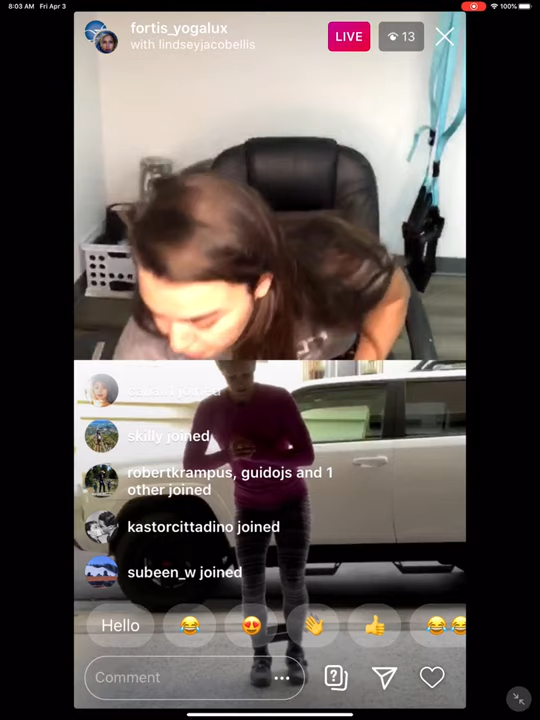 8:03 AM Fri Apr 3
100%
fortis_yogalux
with lindseyjacobellis
LIVE
13
joined
skilly joined
robertkrampus, guidojs and 1
other joined
kastorcittadino joined
subeen_w joined
Hello
Comment